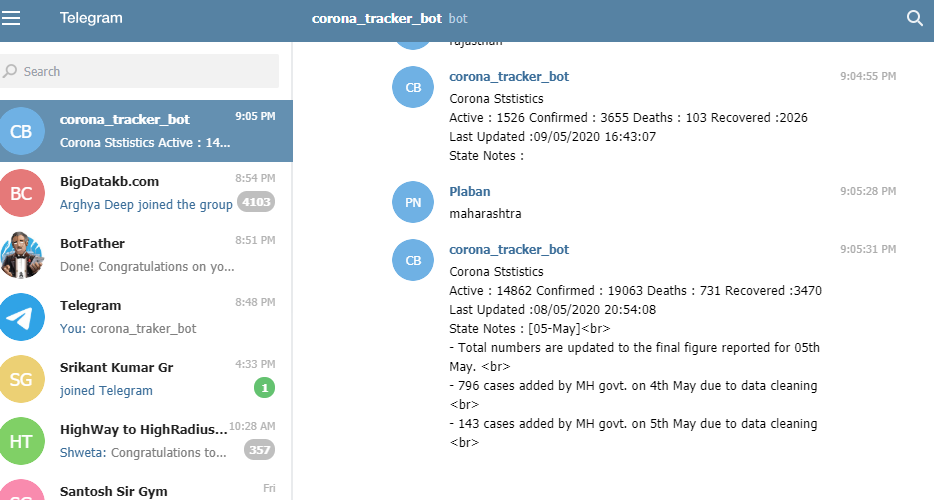 Telegram
corona_tracker_bot bot
Search
CB
corona_tracker_bot
9:05 PM
Corona Ststistics Active : 14...
BC
BigDatakb.com
8:54 PM
Arghya Deep joined the group
4103
BotFather
8:51 PM
Done! Congratulations on yo...
Telegram
8:48 PM
You: corona_traker_bot
SG
Srikant Kumar Gr
4:33 PM
joined Telegram
1
HT
HighWay to HighRadius...
10:28 AM
Shweta: Congratulations to...
357
Santosh Sir Gym
Fri
rajasthan
CB
corona_tracker_bot
9:04:55 PM
Corona Ststistics
Active : 1526 Confirmed : 3655 Deaths : 103 Recovered :2026
Last Updated :09/05/2020 16:43:07
State Notes :
PN
Plaban
9:05:28 PM
maharashtra
CB
corona_tracker_bot
9:05:31 PM
Corona Ststistics
Active : 14862 Confirmed : 19063 Deaths : 731 Recovered :3470
Last Updated :08/05/2020 20:54:08
State Notes : [05-May]<br>
- Total numbers are updated to the final figure reported for 05th
May. <br>
- 796 cases added by MH govt. on 4th May due to data cleaning
<br>
- 143 cases added by MH govt. on 5th May due to data cleaning
<br>